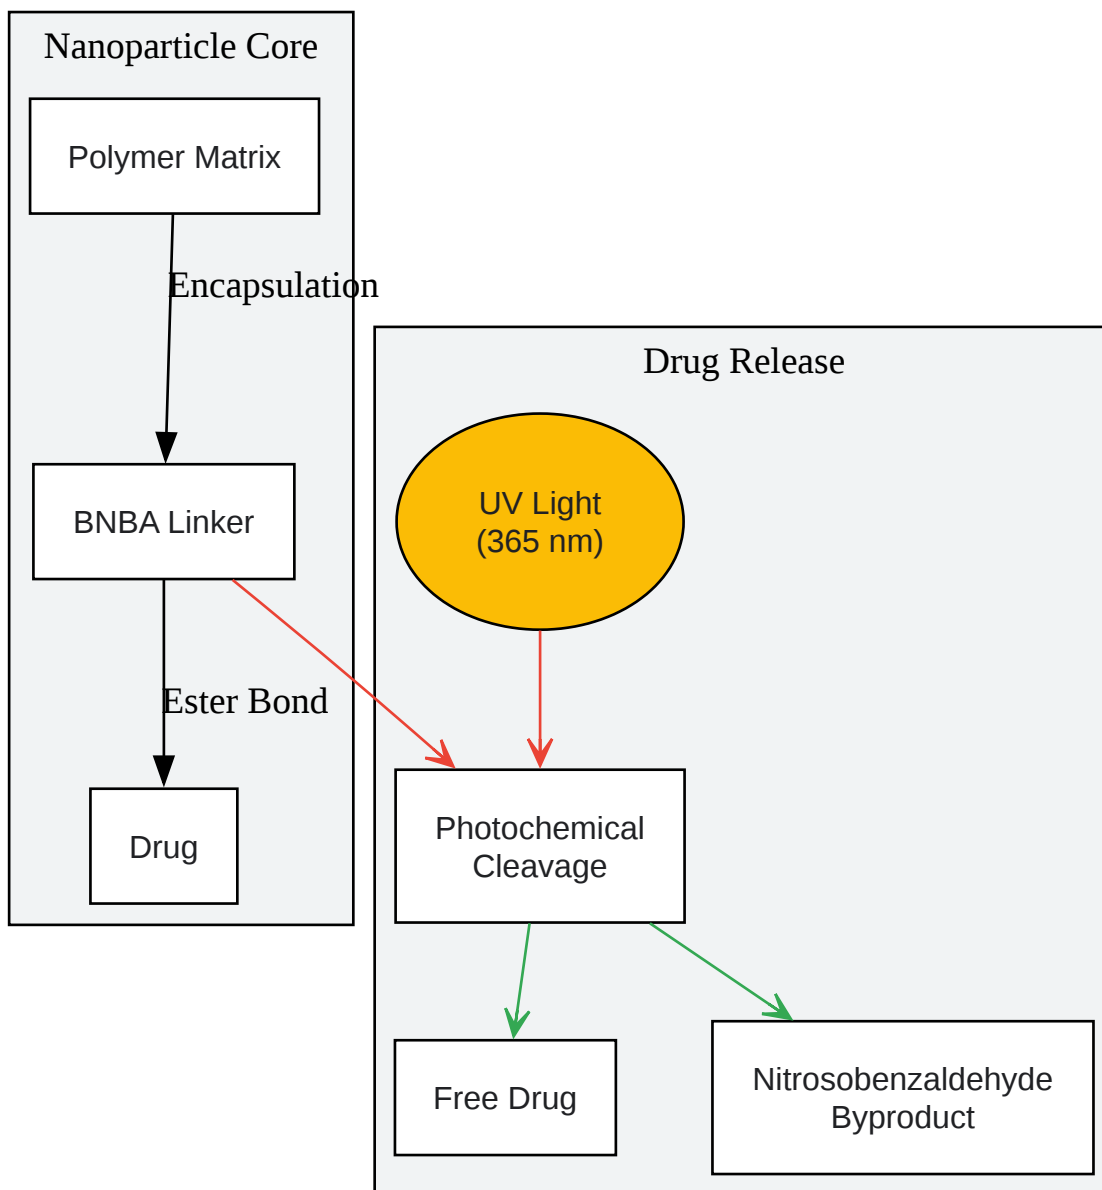 Nanoparticle Core
Polymer Matrix
Encapsulation
BNBA Linker
Ester Bond
Drug
Drug Release
UV Light
(365 nm)
Photochemical
Cleavage
Free Drug
Nitrosobenzaldehyde
Byproduct